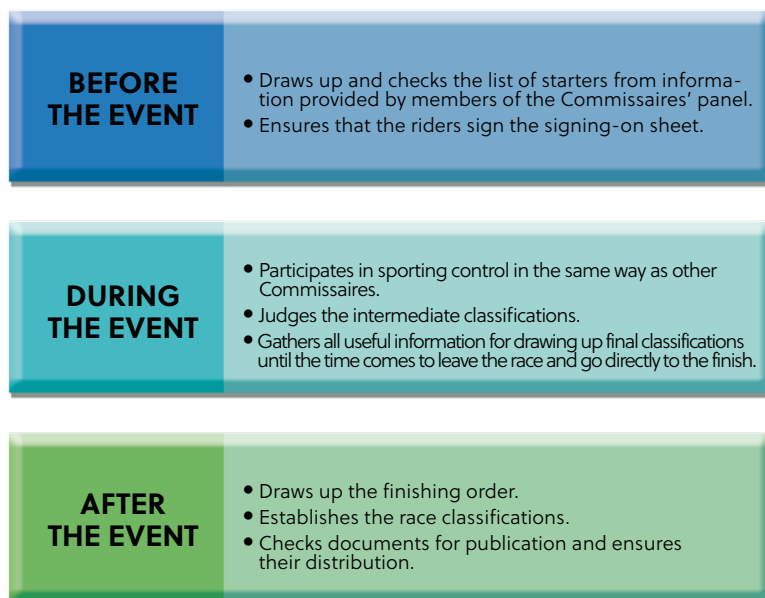 BEFORE
THE EVENT
• Draws up and checks the list of starters from informa-
tion provided by members of the Commissaires’ panel.
• Ensures that the riders sign the signing-on sheet.
DURING
THE EVENT
• Participates in sporting control in the same way as other
Commissaires.
• Judges the intermediate classifications.
• Gathers all useful information for drawing up final classifications
until the time comes to leave the race and go directly to the finish.
AFTER
THE EVENT
• Draws up the finishing order.
• Establishes the race classifications.
• Checks documents for publication and ensures
their distribution.